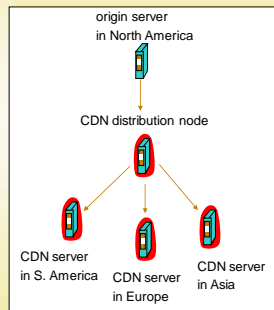 origin server
in North America
CDN distribution node
CDN server
in S. America
CDN server
in Europe
CDN server
in Asia